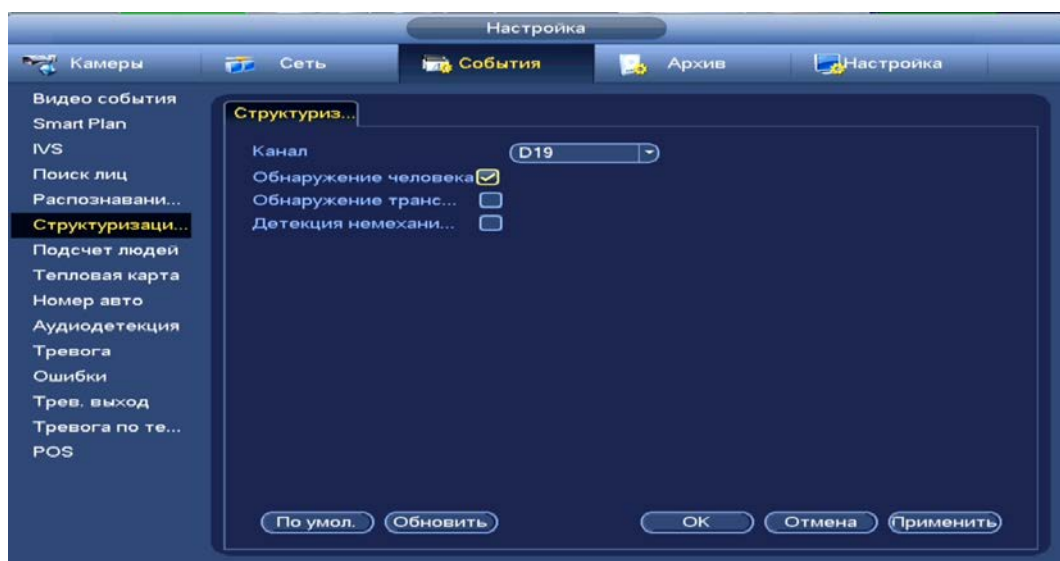 Настройка
Камеры
Сеть
События
Архив
Настройка
Видео события
Smart Plan
IVS
Поиск лиц
Распознавани...
Структуризаци...
Подсчет людей
Тепловая карта
Номер авто
Аудиодетекция
Тревога
Ошибки
Трев. выход
Тревога по те...
POS
Структуриз...
Канал D19
Обнаружение человека
Обнаружение транс...
Детекция немехани...
По умол. Обновить OK Отмена Применить